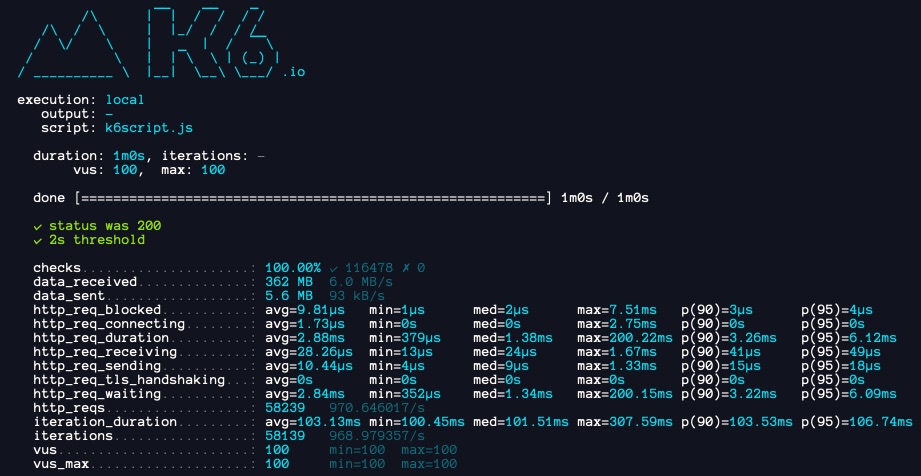 .io
execution: local
output: -
script: k6script.js
duration: 1m0s, iterations: -
vus: 100, max: 100
done [==========================================================] 1m0s / 1m0s
✓ status was 200
✓ 2s threshold
checks.....................: 100.00% ✓ 116478 ✗ 0
data_received..............: 362 MB 6.0 MB/s
data_sent..................: 5.6 MB 93 kB/s
http_req_blocked...........: avg=9.81µs min=1µs med=2µs max=7.51ms p(90)=3µs p(95)=4µs
http_req_connecting........: avg=1.73µs min=0s med=0s max=2.75ms p(90)=0s p(95)=0s
http_req_duration..........: avg=2.88ms min=379µs med=1.38ms max=200.22ms p(90)=3.26ms p(95)=6.12ms
http_req_receiving.........: avg=28.26µs min=13µs med=24µs max=1.67ms p(90)=41µs p(95)=49µs
http_req_sending...........: avg=10.44µs min=4µs med=9µs max=1.33ms p(90)=15µs p(95)=18µs
http_req_tls_handshaking...: avg=0s min=0s med=0s max=0s p(90)=0s p(95)=0s
http_req_waiting...........: avg=2.84ms min=352µs med=1.34ms max=200.15ms p(90)=3.22ms p(95)=6.09ms
http_reqs..................: 58239 970.646017/s
iteration_duration.........: avg=103.13ms min=100.45ms med=101.51ms max=307.59ms p(90)=103.53ms p(95)=106.74ms
iterations.................: 58139 968.979357/s
vus........................: 100 min=100 max=100
vus_max....................: 100 min=100 max=100